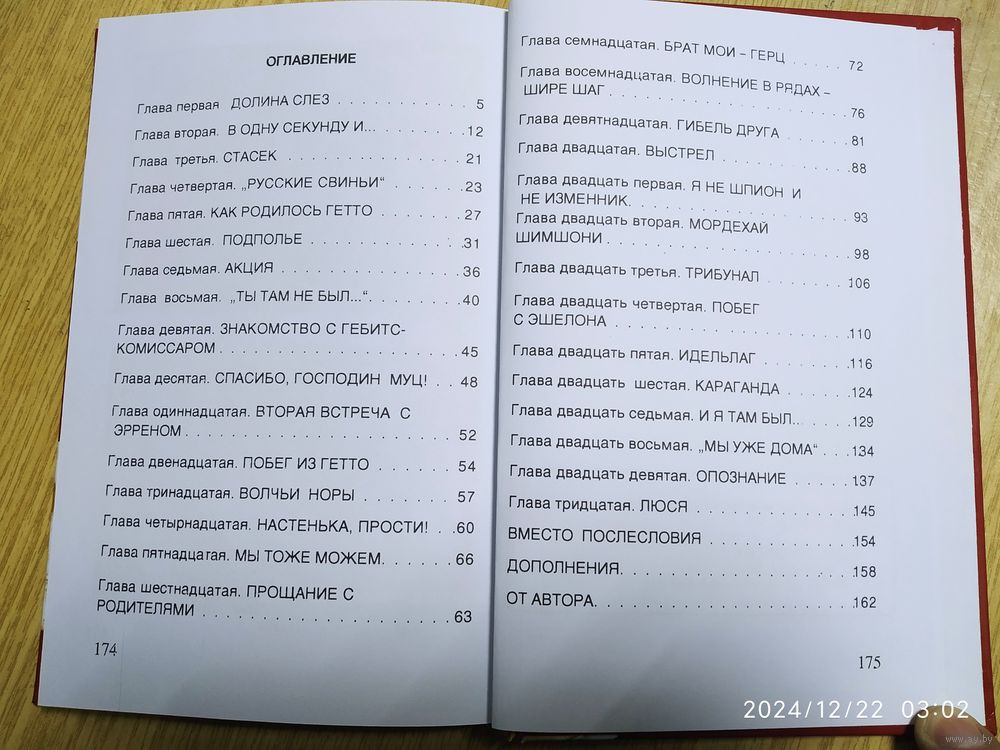 ОГЛАВЛЕНИЕ
Глава первая ДОЛИНА СЛЕЗ . . . . . . . . . . . 5
Глава вторая. В ОДНУ СЕКУНДУ И... . . . . . . . . 12
Глава третья. СТАСЕК . . . . . . . . . . . . . . . 21
Глава четвертая. „РУССКИЕ СВИНЬИ“ . . . . . . 23
Глава пятая. КАК РОДИЛОСЬ ГЕТТО . . . . . . . 27
Глава шестая. ПОДПОЛЬЕ . . . . . . . . . . . . 31
Глава седьмая. АКЦИЯ . . . . . . . . . . . . . . 36
Глава восьмая. „ТЫ ТАМ НЕ БЫЛ...“. . . . . . . . 40
Глава девятая. ЗНАКОМСТВО С ГЕБИТС-
КОМИССАРОМ . . . . . . . . . . . . . . . . . . 45
Глава десятая. СПАСИБО, ГОСПОДИН МУЦ! . . 48
Глава одиннадцатая. ВТОРАЯ ВСТРЕЧА С
ЭРРЕНОМ . . . . . . . . . . . . . . . . . . . . 52
Глава двенадцатая. ПОБЕГ ИЗ ГЕТТО . . . . . . 54
Глава тринадцатая. ВОЛЧЬИ НОРЫ . . . . . . . 57
Глава четырнадцатая. НАСТЕНЬКА, ПРОСТИ! . . 60
Глава пятнадцатая. МЫ ТОЖЕ МОЖЕМ. . . . . . 66
Глава шестнадцатая. ПРОЩАНИЕ С
РОДИТЕЛЯМИ . . . . . . . . . . . . . . . . . . 63
174
Глава семнадцатая. БРАТ МОИ – ГЕРЦ . . . . . 72
Глава восемнадцатая. ВОЛНЕНИЕ В РЯДАХ –
ШИРЕ ШАГ . . . . . . . . . . . . . . . . . . . 76
Глава девятнадцатая. ГИБЕЛЬ ДРУГА . . . . . . 81
Глава двадцатая. ВЫСТРЕЛ . . . . . . . . . . . 88
Глава двадцать первая. Я НЕ ШПИОН И
НЕ ИЗМЕННИК. . . . . . . . . . . . . . . . . . 93
Глава двадцать вторая. МОРДЕХАЙ
ШИМШОНИ . . . . . . . . . . . . . . . . . . . 98
Глава двадцать третья. ТРИБУНАЛ . . . . . . . 106
Глава двадцать четвертая. ПОБЕГ
С ЭШЕЛОНА . . . . . . . . . . . . . . . . . . 110
Глава двадцать пятая. ИДЕЛЬЛАГ . . . . . . . . 116
Глава двадцать шестая. КАРАГАНДА . . . . . . 124
Глава двадцать седьмая. И Я ТАМ БЫЛ.. . . . . 129
Глава двадцать восьмая. „МЫ УЖЕ ДОМА“ . . . 134
Глава двадцать девятая. ОПОЗНАНИЕ . . . . . 137
Глава тридцатая. ЛЮСЯ . . . . . . . . . . . . . 145
ВМЕСТО ПОСЛЕСЛОВИЯ . . . . . . . . . . . . 154
ДОПОЛНЕНИЯ. . . . . . . . . . . . . . . . . . . 158
ОТ АВТОРА. . . . . . . . . . . . . . . . . . . . 162
175
2024/12/22 03:02
www.ay.by